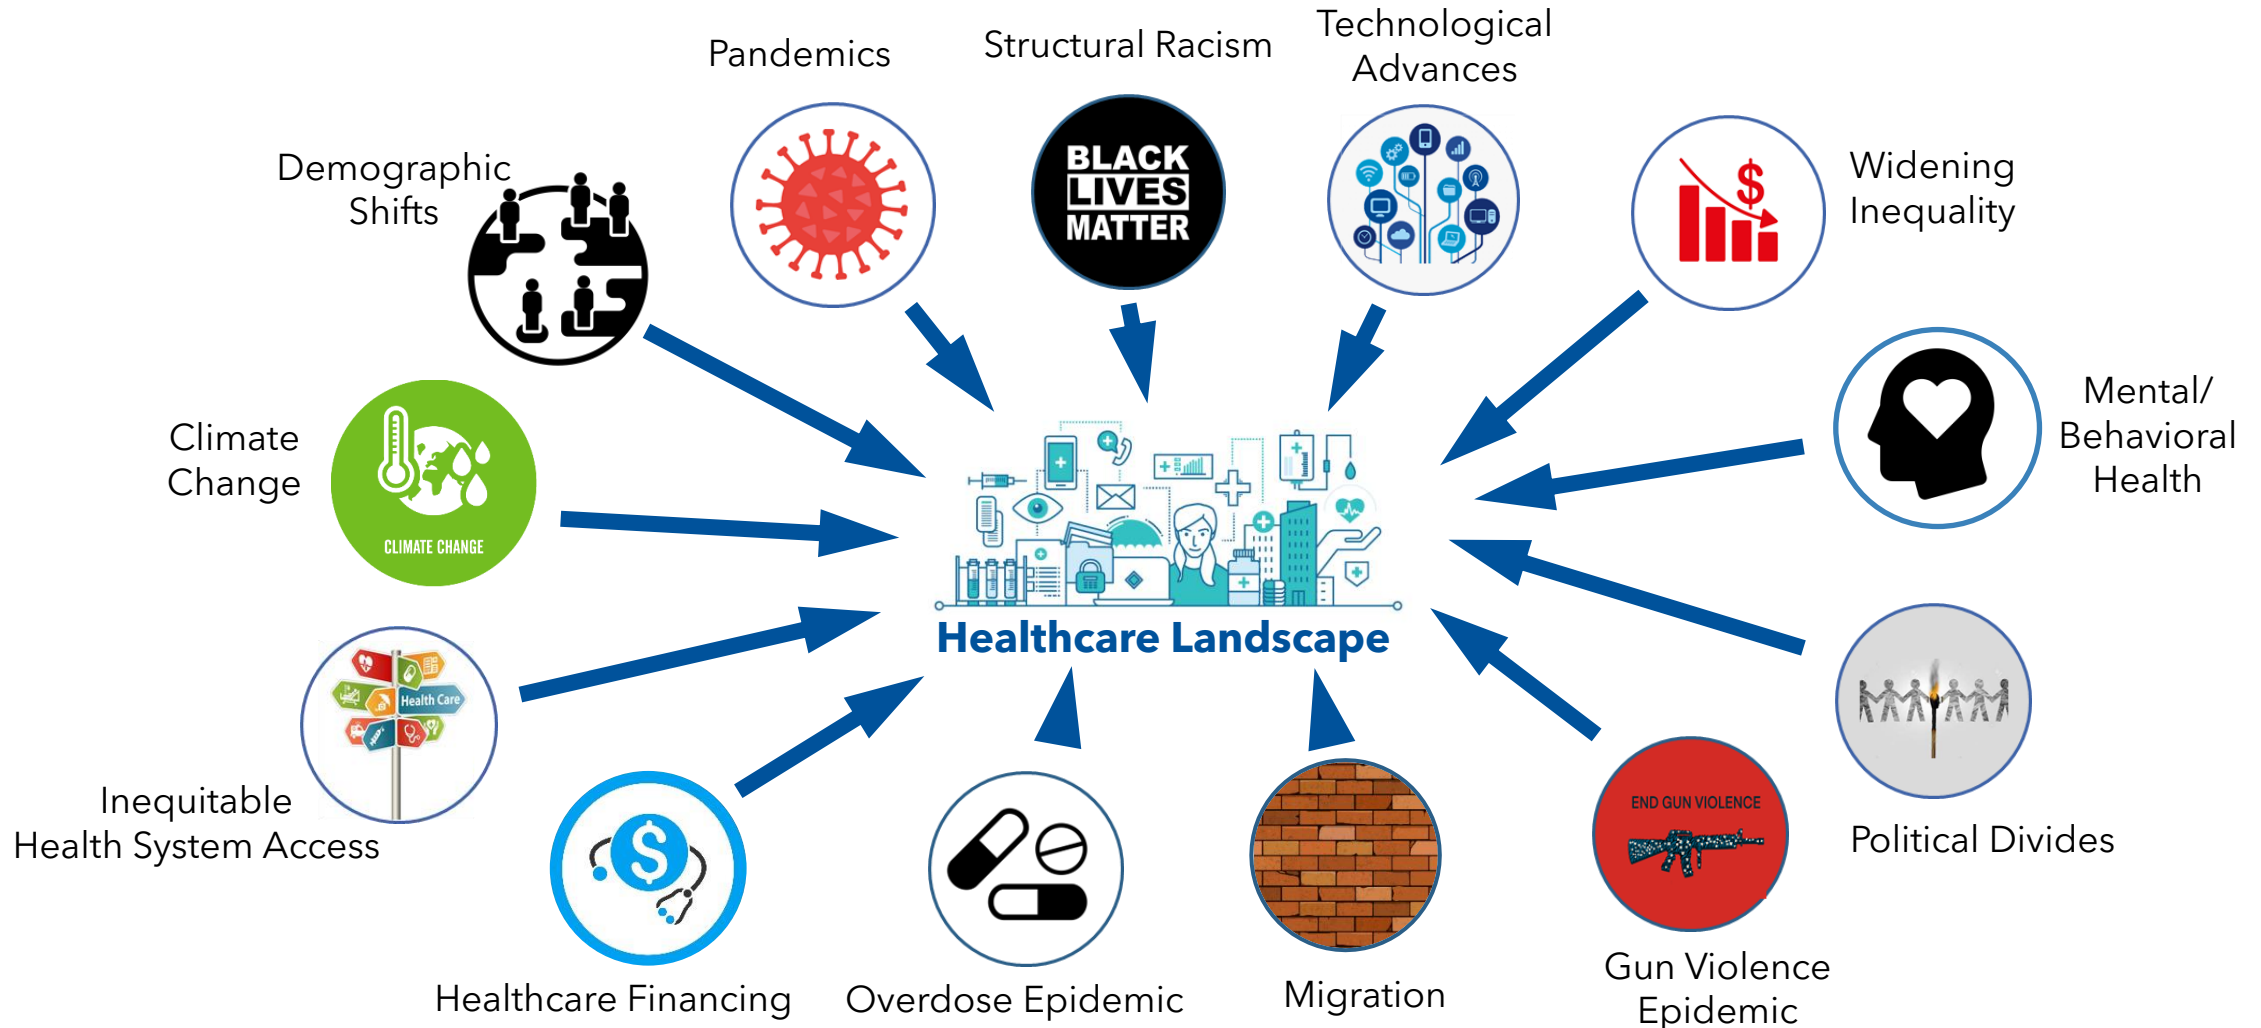 Pandemics
Structural Racism
Technological
Advances
Demographic
Shifts
BLACK
LIVES
MATTER
$
Widening
Inequality
Climate
Change
CLIMATE CHANGE
Mental/
Behavioral
Health
Healthcare Landscape
Health Care
Inequitable
Health System Access
$
END GUN VIOLENCE
Political Divides
Healthcare Financing
Overdose Epidemic
Migration
Gun Violence
Epidemic